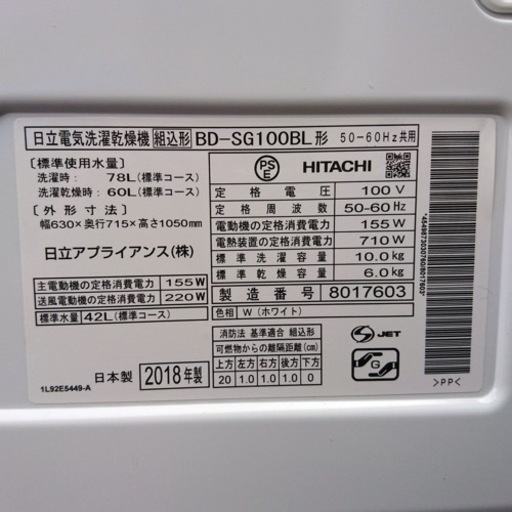 日立電気洗濯乾燥機 組込形 BD-SG100BL形 50-60Hz共用
〔標準使用水量〕
洗濯時: 78L(標準コース)
洗濯乾燥時: 60L(標準コース)
〔外形寸法〕
幅630×奥行715×高さ1050mm
日立アプライアンス(株)
主電動機の定格消費電力 155W
送風電動機の定格消費電力 220W
標準水量 42L(標準コース)
PS
E
HITACHI
定格電圧 100V
定格周波数 50-60Hz
電動機の定格消費電力 155W
電熱装置の定格消費電力 710W
標準洗濯容量 10.0kg
標準乾燥容量 6.0kg
製造番号 8017603
色相 W(ホワイト)
消防法 基準適合 組込形
可燃物からの離隔距離(cm)
上方 左方 右方 後方 下方
20 1.0 1.0 1.0 0
S JET
G
日本製 2018年製
1L92E5449-A
>PP<